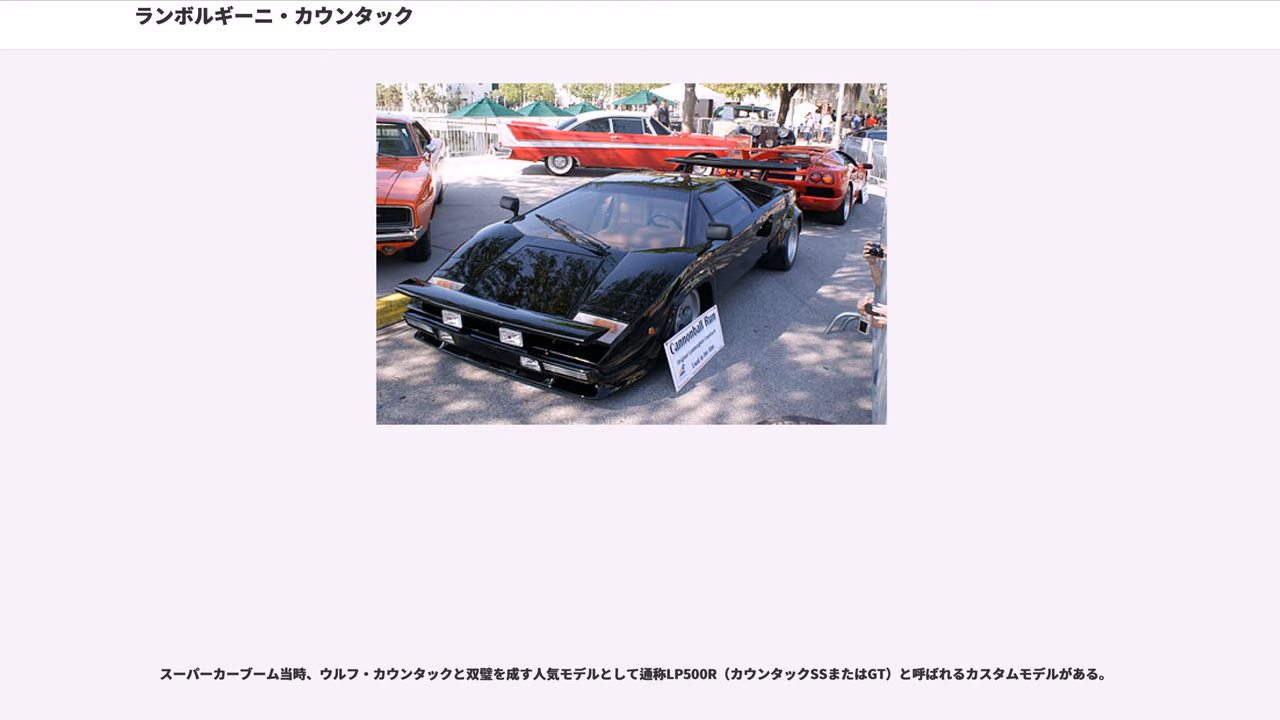 ランボルギーニ・カウンタック
Cannonball Run
スーパーカーブーム当時、ウルフ・カウンタックと双璧を成す人気モデルとして通称LP500R（カウンタックSSまたはGT）と呼ばれるカスタムモデルがある。